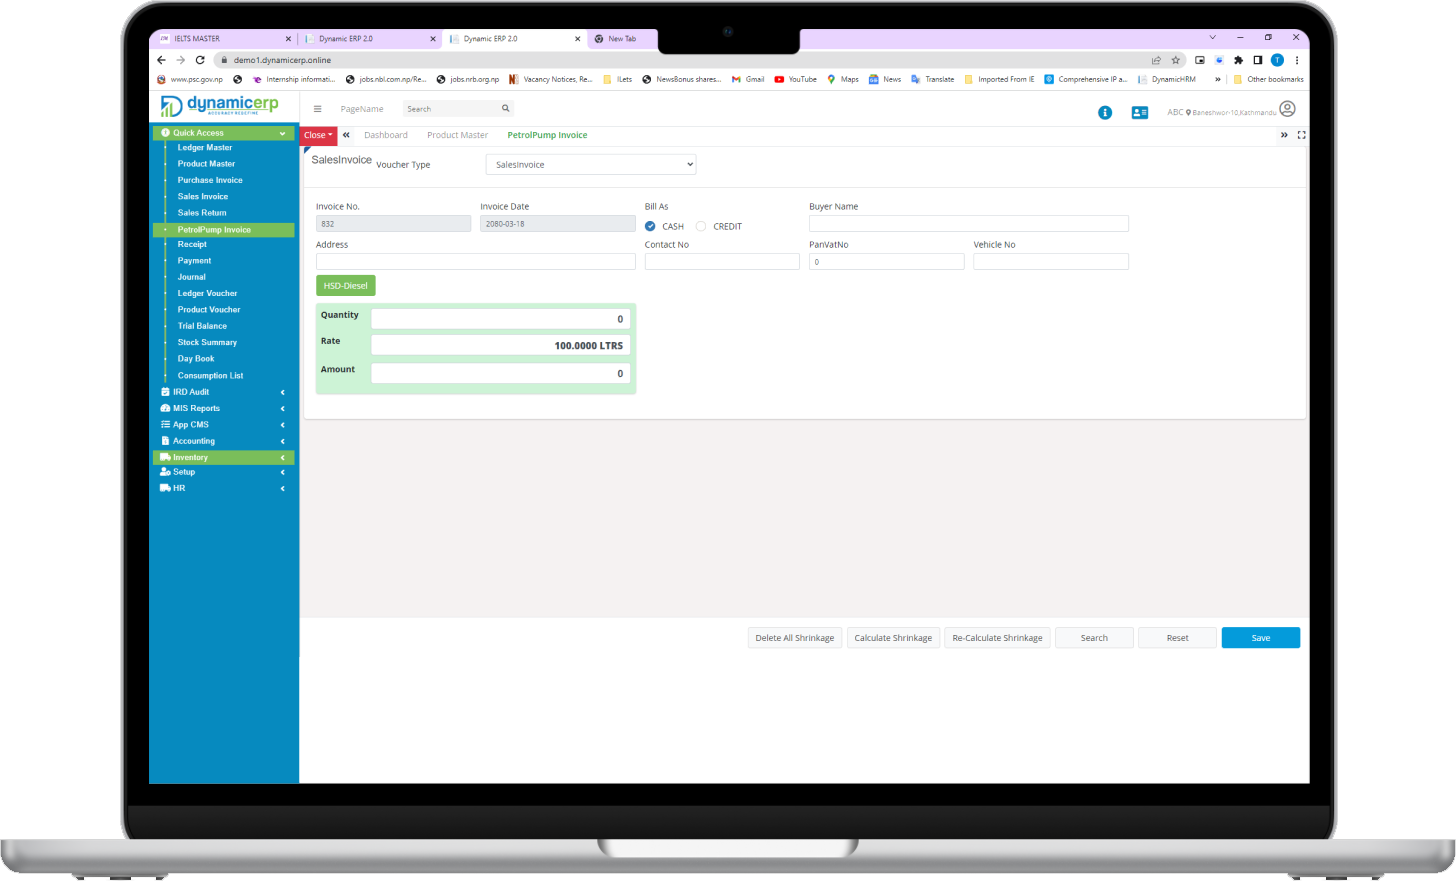 IELTS MASTER
Dynamic ERP 2.0
Dynamic ERP 2.0
New Tab
demo1.dynamicerp.online
www.psc.gov.np
Internship informati...
jobs.nbl.com.np/Re...
jobs.nrb.org.np
Vacancy Notices, Re...
ILets
NewsBonus shares...
Gmail
YouTube
Maps
News
Translate
Imported From IE
Comprehensive IP a...
DynamicHRM
Other bookmarks
dynamicerp
PageName
Search
ABC
Baneshwor-10,Kathmandu
Close
Dashboard
Product Master
PetrolPump Invoice
Quick Access
Ledger Master
Product Master
Purchase Invoice
Sales Invoice
Sales Return
PetrolPump Invoice
Receipt
Payment
Journal
Ledger Voucher
Product Voucher
Trial Balance
Stock Summary
Day Book
Consumption List
IRD Audit
MIS Reports
App CMS
Accounting
Inventory
Setup
HR
SalesInvoice
Voucher Type
SalesInvoice
Invoice No.
Invoice Date
Bill As
Buyer Name
832
2080-03-18
CASH
CREDIT
Address
Contact No
PanVatNo
Vehicle No
0
HSD-Diesel
Quantity
0
Rate
100.0000 LTRS
Amount
0
Delete All Shrinkage
Calculate Shrinkage
Re-Calculate Shrinkage
Search
Reset
Save